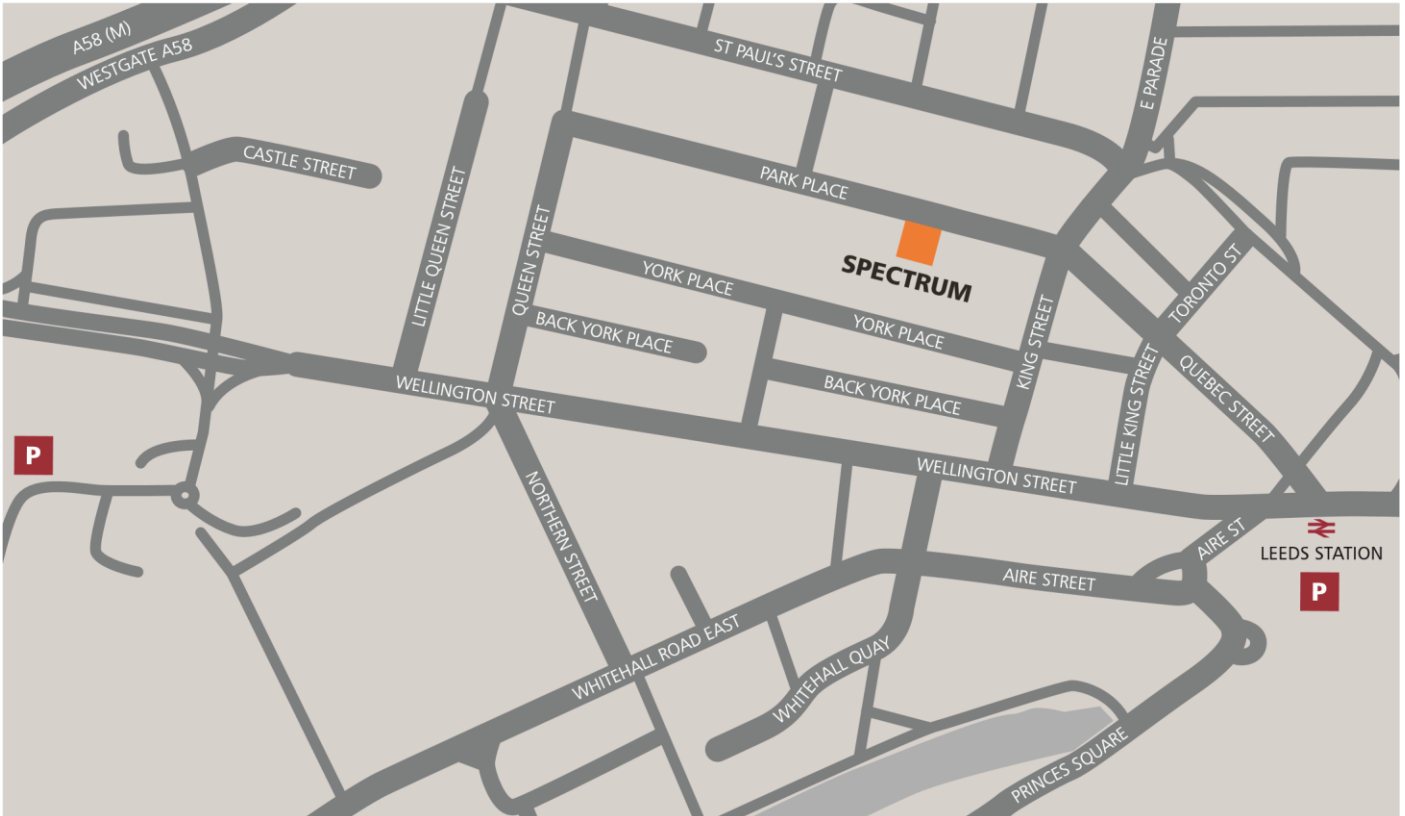 A58 (M)
WESTGATE A58
ST PAUL'S STREET
E PARADE
CASTLE STREET
LITTLE QUEEN STREET
QUEEN STREET
PARK PLACE
SPECTRUM
YORK PLACE
YORK PLACE
TORONTO ST
KING STREET
BACK YORK PLACE
BACK YORK PLACE
LITTLE KING STREET
QUEBEC STREET
WELLINGTON STREET
WELLINGTON STREET
P
NORTHERN STREET
AIRE ST
LEEDS STATION
P
AIRE STREET
WHITEHALL ROAD EAST
WHITEHALL QUAY
PRINCES SQUARE